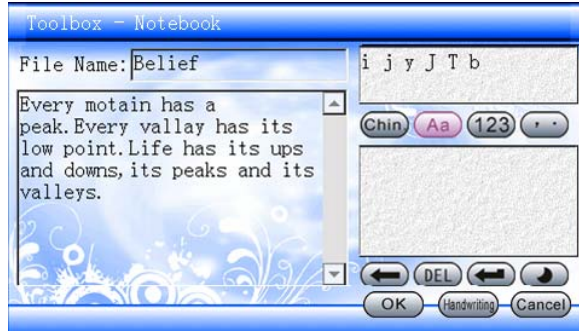 Toolbox - Notebook
File Name: Belief
i j y J T b
Every motain has a
peak. Every vallay has its
low point. Life has its ups
and downs, its peaks and its
valleys.
Chin. Aa 123 , .
DEL
OK Handwriting Cancel